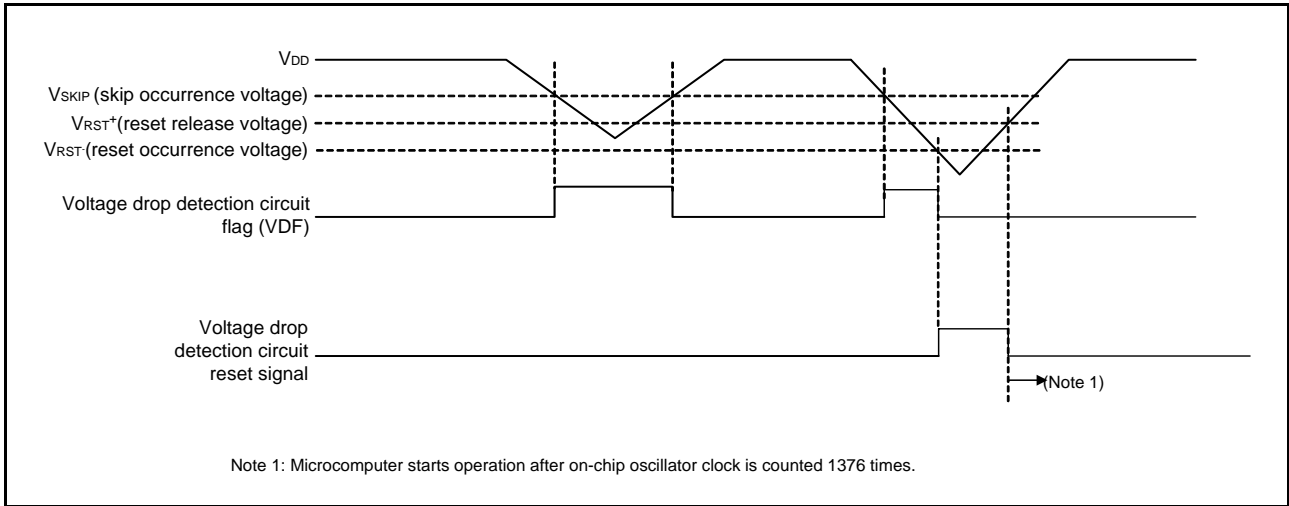 VDD
VSKIP (skip occurrence voltage)
VRST+(reset release voltage)
VRST-(reset occurrence voltage)
Voltage drop detection circuit
flag (VDF)
Voltage drop
detection circuit
reset signal
(Note 1)
Note 1: Microcomputer starts operation after on-chip oscillator clock is counted 1376 times.